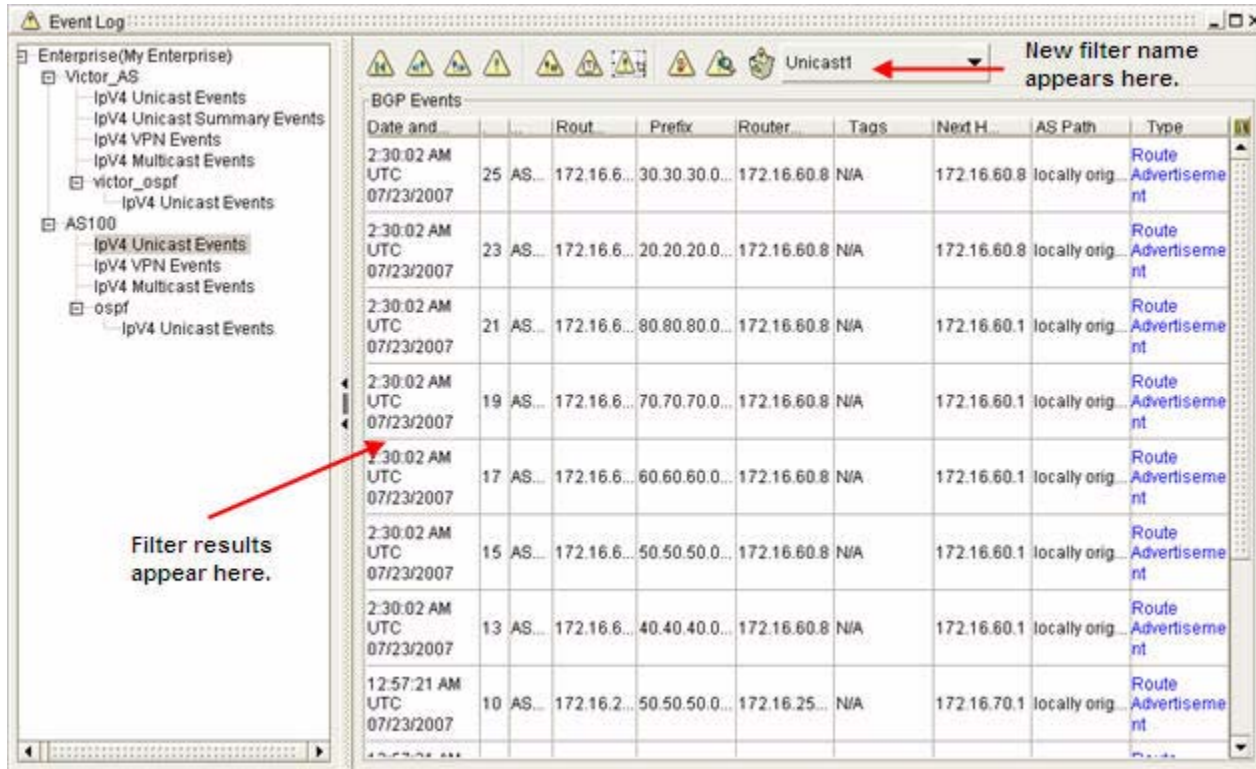 Event Log
Enterprise(My Enterprise)
Victor_AS
IpV4 Unicast Events
IpV4 Unicast Summary Events
IpV4 VPN Events
IpV4 Multicast Events
victor_ospf
IpV4 Unicast Events
AS100
IpV4 Unicast Events
IpV4 VPN Events
IpV4 Multicast Events
ospf
IpV4 Unicast Events
Filter results
appear here.
Unicast1
New filter name
appears here.
BGP Events
Date and... . ... Rout... Prefix Router... Tags Next H... AS Path Type
2:30:02 AM
UTC
07/23/2007
25 AS... 172.16.6... 30.30.30.0... 172.16.60.8 N/A 172.16.60.8 locally orig...
Route
Advertiseme
nt
2:30:02 AM
UTC
07/23/2007
23 AS... 172.16.6... 20.20.20.0... 172.16.60.8 N/A 172.16.60.8 locally orig...
Route
Advertiseme
nt
2:30:02 AM
UTC
07/23/2007
21 AS... 172.16.6... 80.80.80.0... 172.16.60.8 N/A 172.16.60.1 locally orig...
Route
Advertiseme
nt
2:30:02 AM
UTC
07/23/2007
19 AS... 172.16.6... 70.70.70.0... 172.16.60.8 N/A 172.16.60.1 locally orig...
Route
Advertiseme
nt
2:30:02 AM
UTC
07/23/2007
17 AS... 172.16.6... 60.60.60.0... 172.16.60.8 N/A 172.16.60.1 locally orig...
Route
Advertiseme
nt
2:30:02 AM
UTC
07/23/2007
15 AS... 172.16.6... 50.50.50.0... 172.16.60.8 N/A 172.16.60.1 locally orig...
Route
Advertiseme
nt
2:30:02 AM
UTC
07/23/2007
13 AS... 172.16.6... 40.40.40.0... 172.16.60.8 N/A 172.16.60.1 locally orig...
Route
Advertiseme
nt
12:57:21 AM
UTC
07/23/2007
10 AS... 172.16.2... 50.50.50.0... 172.16.25... N/A 172.16.70.1 locally orig...
Route
Advertiseme
nt